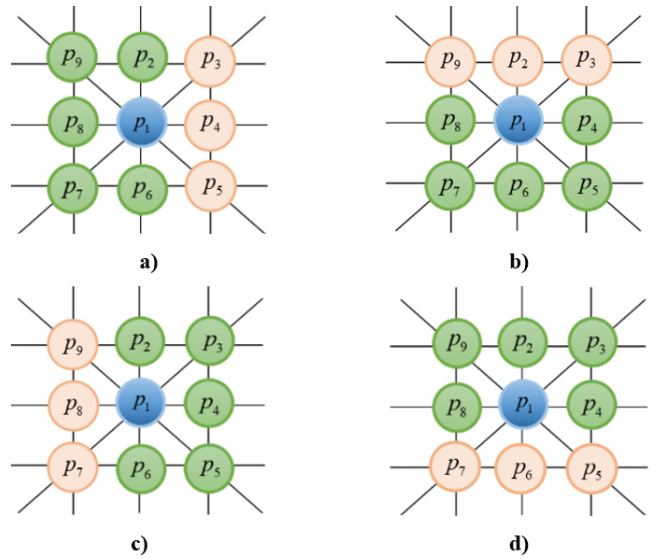 p₉ p₂ p₃
p₈ p₁ p₄
p₇ p₆ p₅
a)
p₉ p₂ p₃
p₈ p₁ p₄
p₇ p₆ p₅
b)
p₉ p₂ p₃
p₈ p₁ p₄
p₇ p₆ p₅
c)
p₉ p₂ p₃
p₈ p₁ p₄
p₇ p₆ p₅
d)